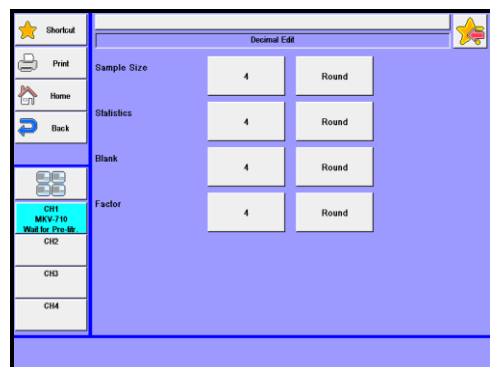 Shortcut
Print
Home
Back
CH1
MKV-710
Wait for Pre-titr.
CH2
CH3
CH4
Decimal Edit
Sample Size
4
Round
Statistics
4
Round
Blank
4
Round
Factor
4
Round